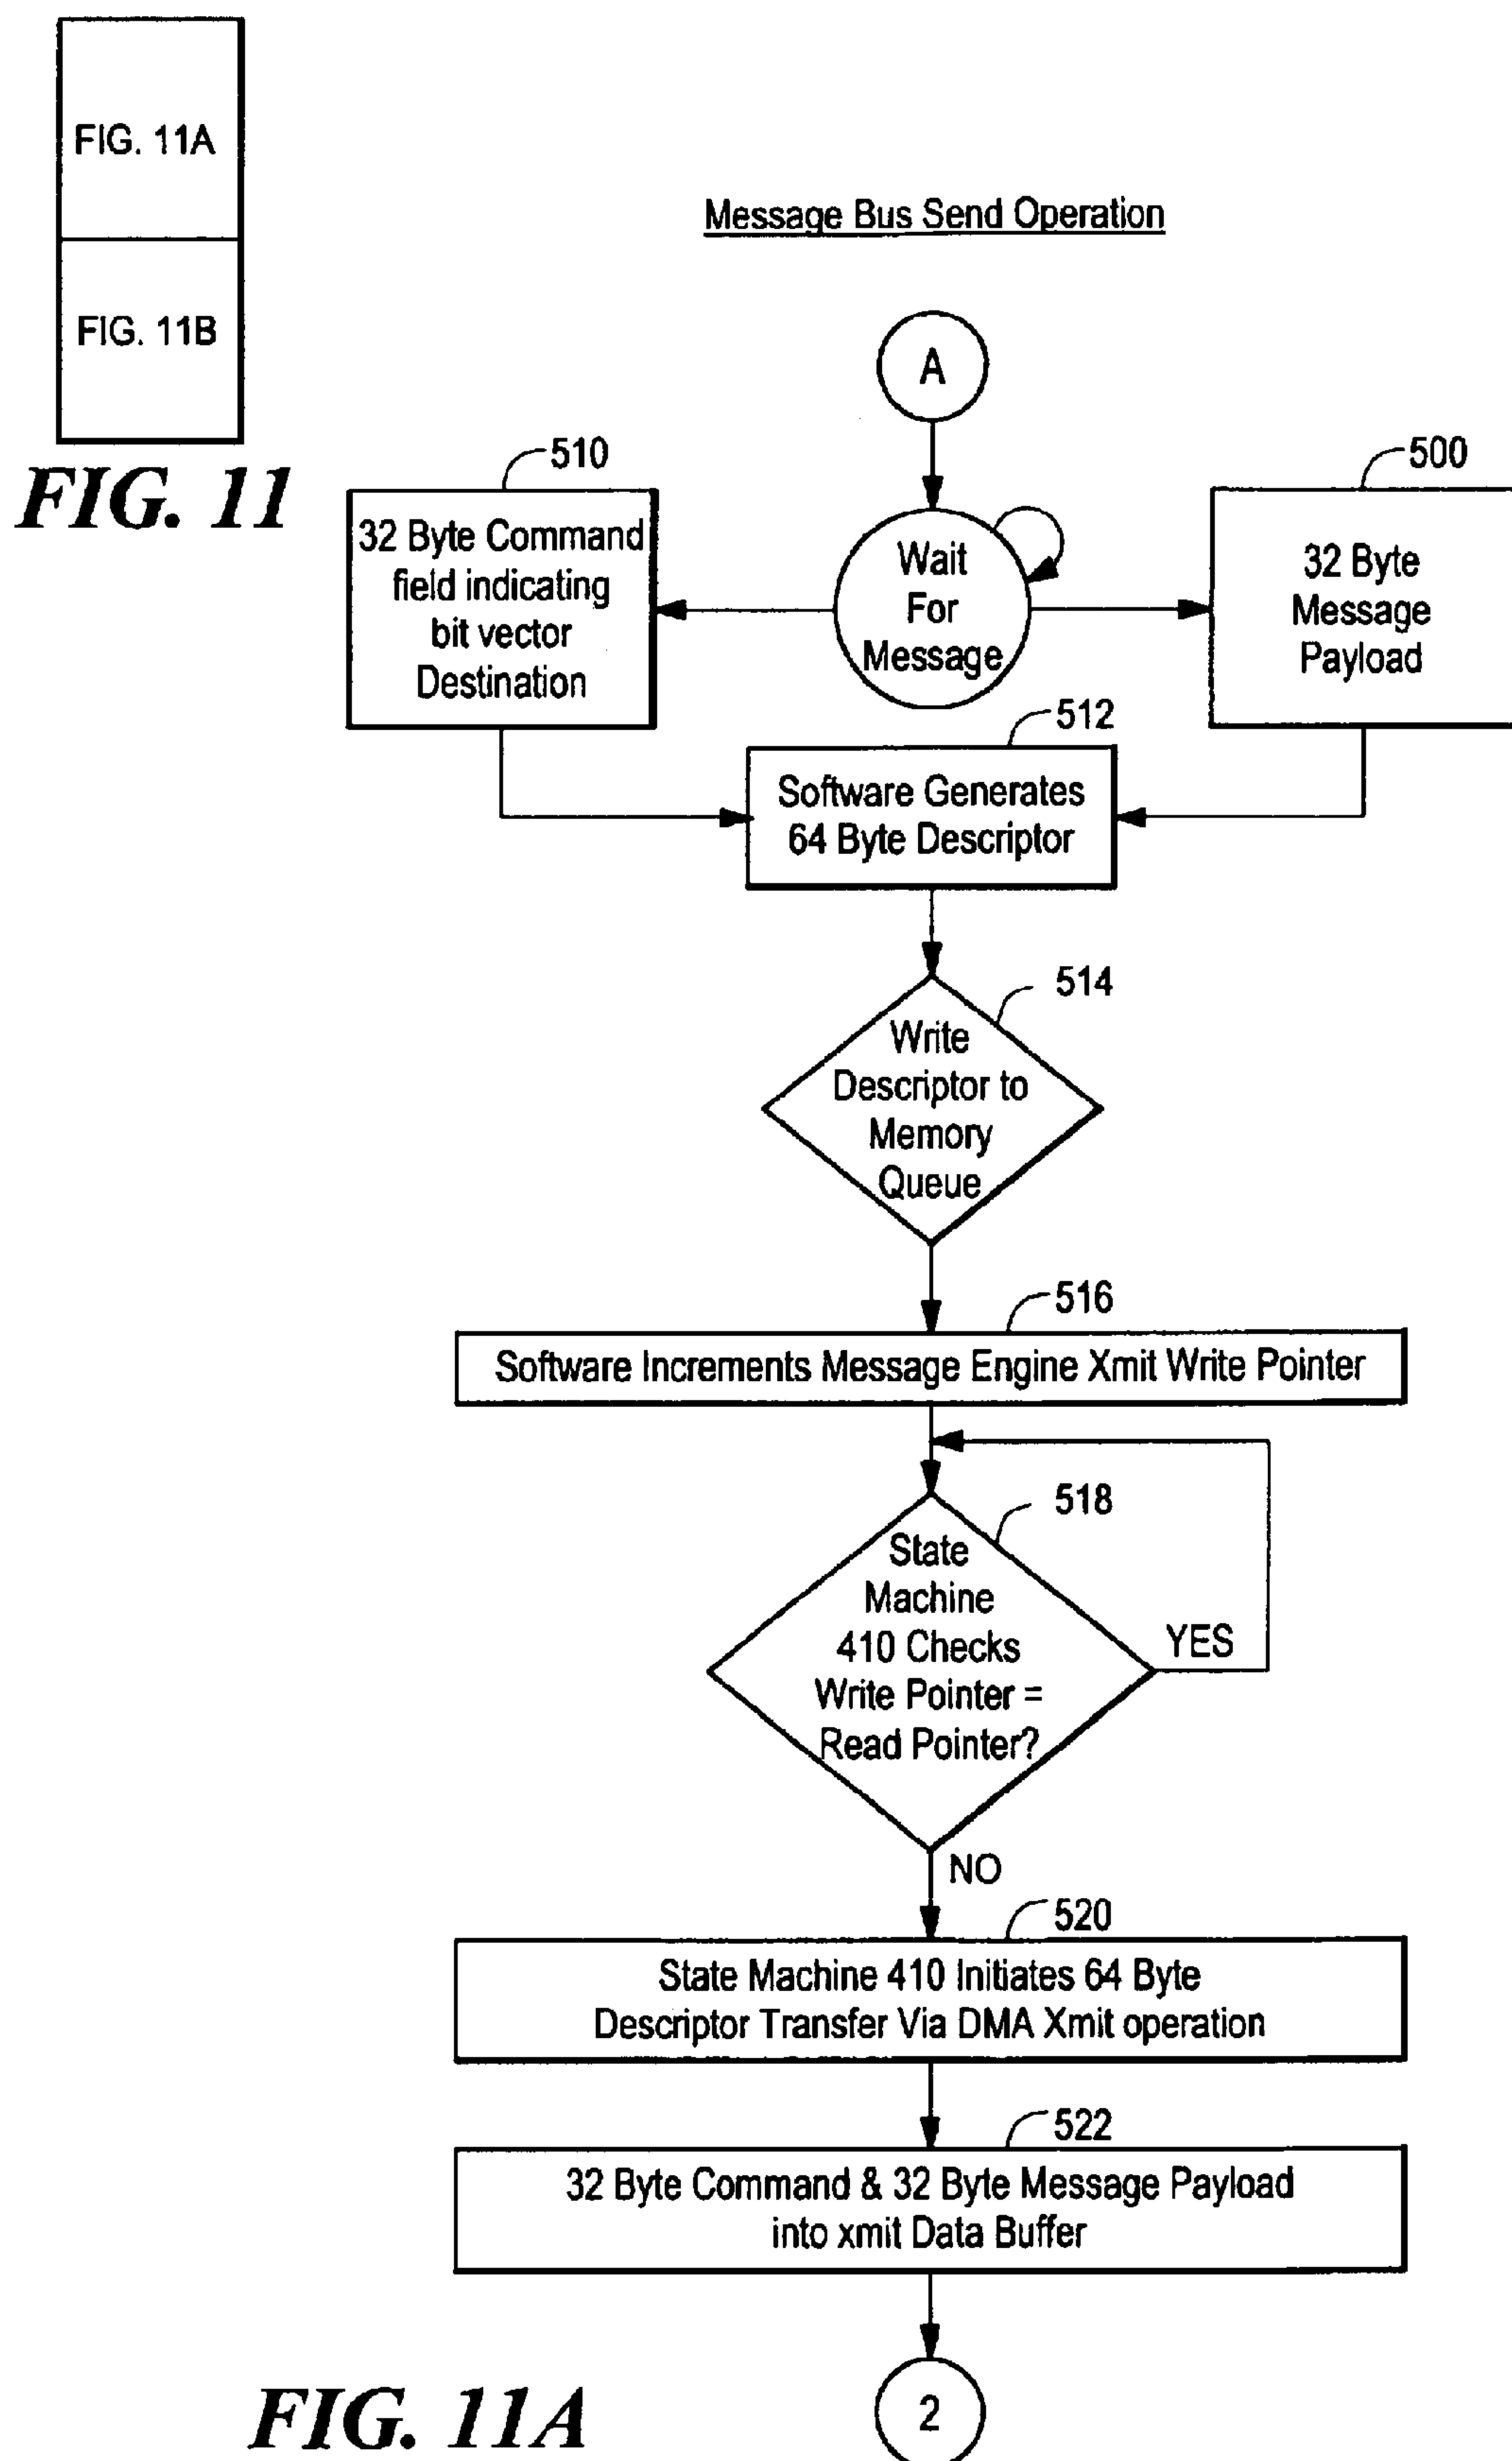 FIG. 11A
FIG. 11B
FIG. 11
Message Bus Send Operation
A
510
32 Byte Command
field indicating
bit vector
Destination
Wait
For
Message
500
32 Byte
Message
Payload
512
Software Generates
64 Byte Descriptor
514
Write
Descriptor to
Memory
Queue
516
Software Increments Message Engine Xmit Write Pointer
518
State
Machine
410 Checks
Write Pointer =
Read Pointer?
YES
NO
520
State Machine 410 Initiates 64 Byte
Descriptor Transfer Via DMA Xmit operation
522
32 Byte Command & 32 Byte Message Payload
into xmit Data Buffer
2
FIG. 11A